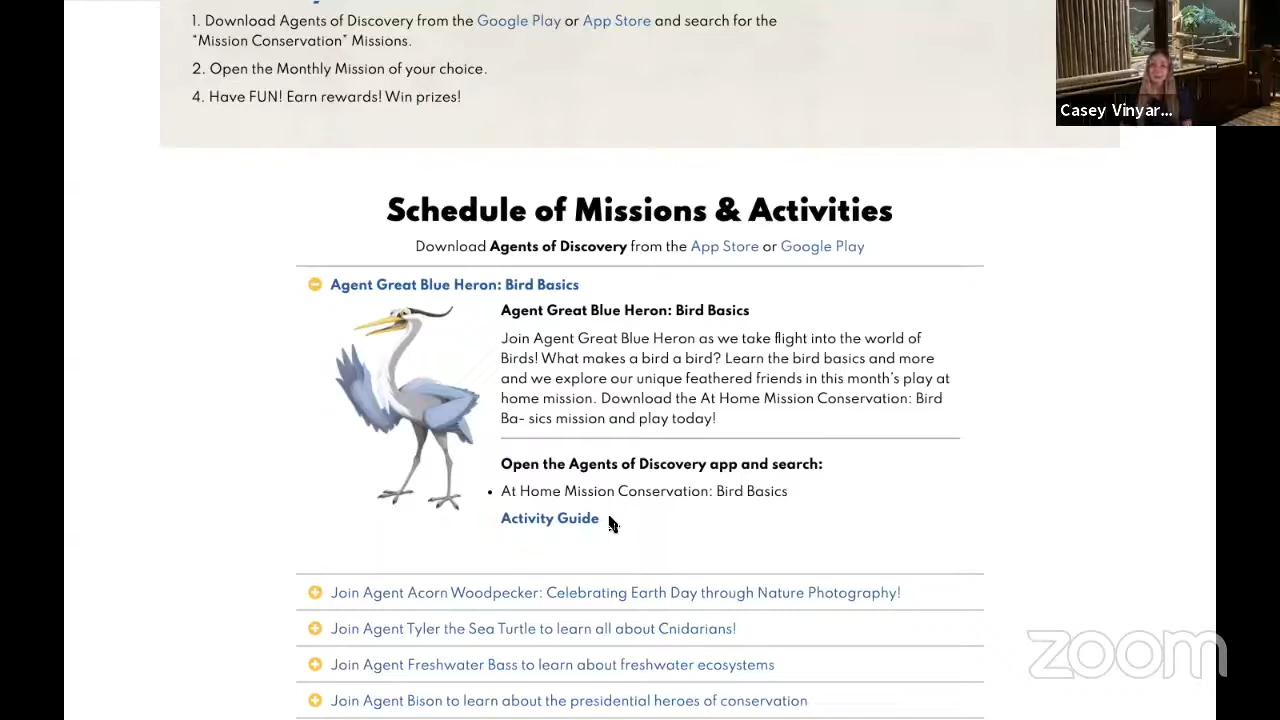 1. Download Agents of Discovery from the Google Play or App Store and search for the
“Mission Conservation” Missions.
2. Open the Monthly Mission of your choice.
4. Have FUN! Earn rewards! Win prizes!
Casey Vinyar...
Schedule of Missions & Activities
Download Agents of Discovery from the App Store or Google Play
Agent Great Blue Heron: Bird Basics
Agent Great Blue Heron: Bird Basics
Join Agent Great Blue Heron as we take flight into the world of
Birds! What makes a bird a bird? Learn the bird basics and more
and we explore our unique feathered friends in this month’s play at
home mission. Download the At Home Mission Conservation: Bird
Ba- sics mission and play today!
Open the Agents of Discovery app and search:
• At Home Mission Conservation: Bird Basics
Activity Guide
Join Agent Acorn Woodpecker: Celebrating Earth Day through Nature Photography!
Join Agent Tyler the Sea Turtle to learn all about Cnidarians!
Join Agent Freshwater Bass to learn about freshwater ecosystems
Join Agent Bison to learn about the presidential heroes of conservation
zoom